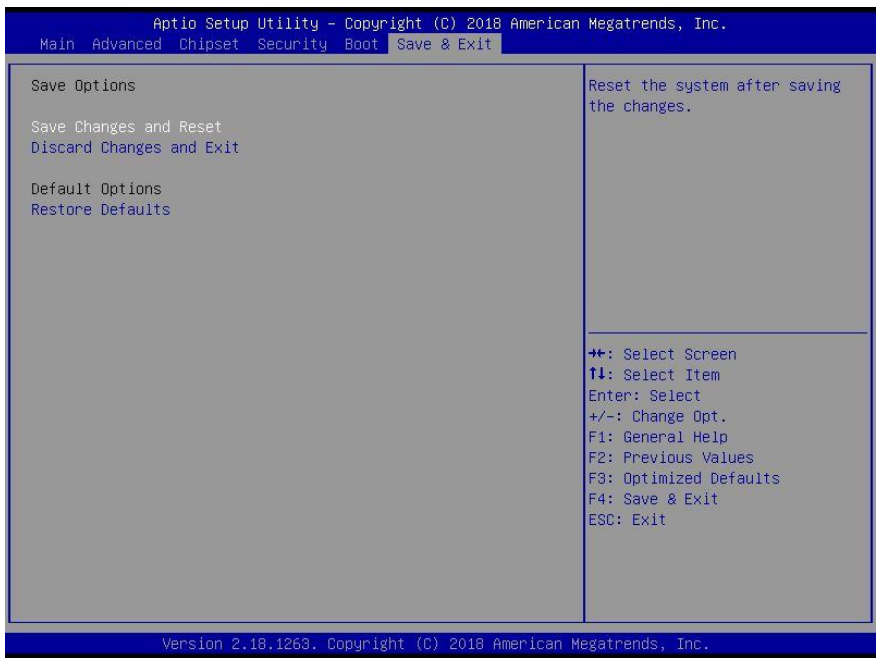 Aptio Setup Utility – Copyright (C) 2018 American Megatrends, Inc.
Main Advanced Chipset Security Boot Save & Exit
Save Options
Save Changes and Reset
Discard Changes and Exit
Default Options
Restore Defaults
Reset the system after saving
the changes.
→←: Select Screen
↑↓: Select Item
Enter: Select
+/-: Change Opt.
F1: General Help
F2: Previous Values
F3: Optimized Defaults
F4: Save & Exit
ESC: Exit
Version 2.18.1263. Copyright (C) 2018 American Megatrends, Inc.